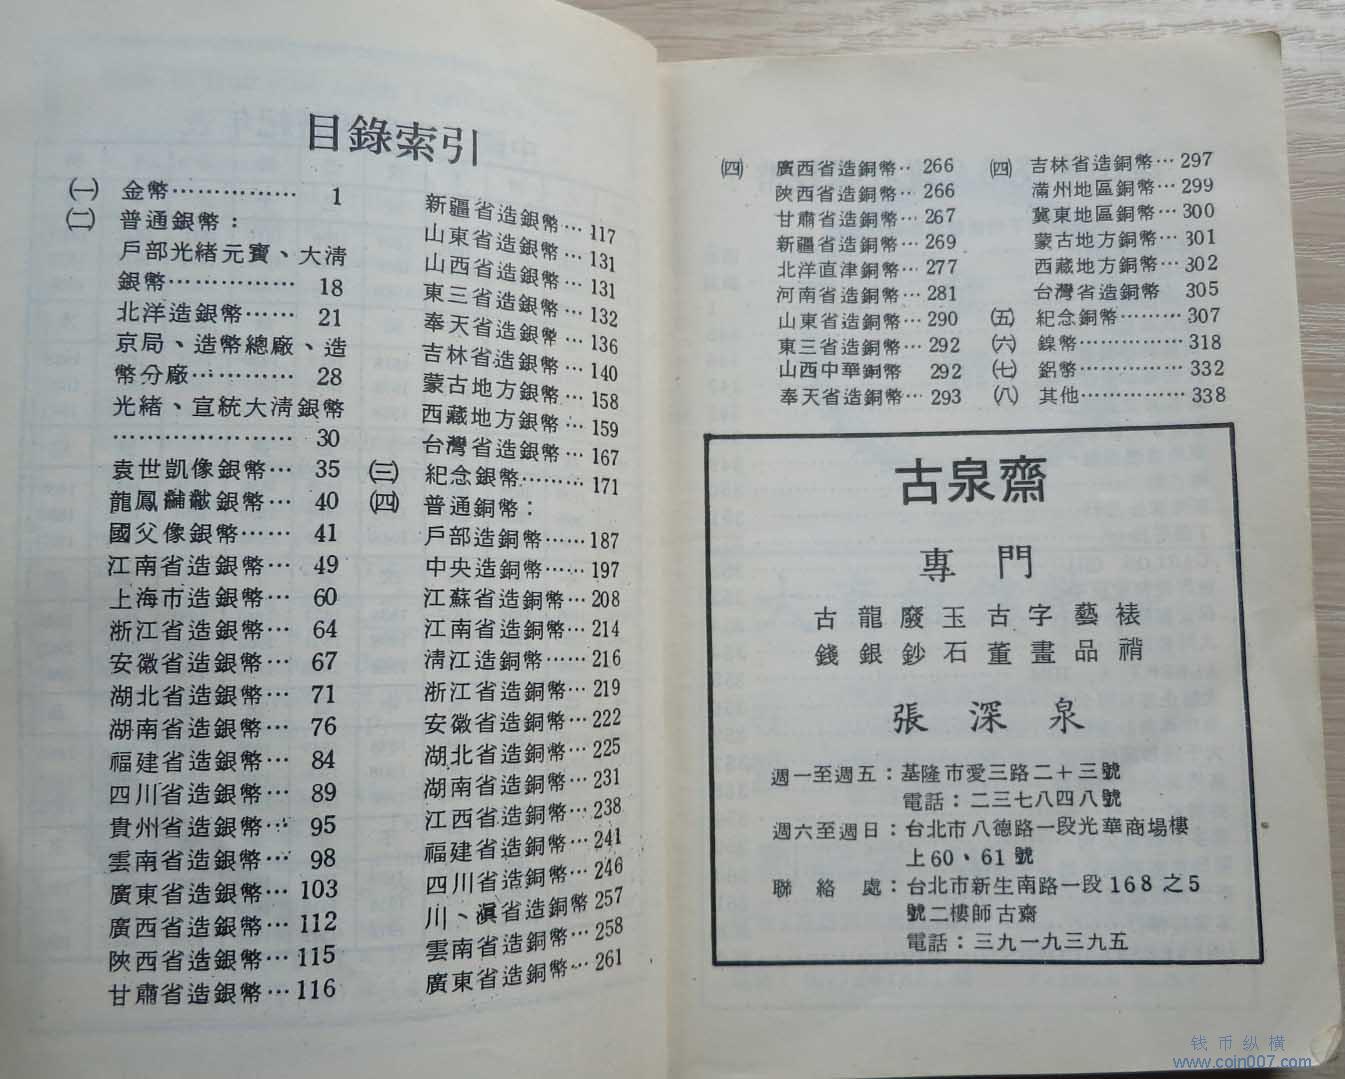 目錄索引
㈠ 金幣…………… 1
㈡ 普通銀幣：
戶部光緒元寶、大清
銀幣…………… 18
北洋造銀幣…… 21
京局、造幣總廠、造
幣分廠………… 28
光緒、宣統大清銀幣
…………………… 30
袁世凱像銀幣… 35
龍鳳黼黻銀幣… 40
國父像銀幣…… 41
江南省造銀幣… 49
上海市造銀幣… 60
浙江省造銀幣… 64
安徽省造銀幣… 67
湖北省造銀幣… 71
湖南省造銀幣… 76
福建省造銀幣… 84
四川省造銀幣… 89
貴州省造銀幣… 95
雲南省造銀幣… 98
廣東省造銀幣… 103
廣西省造銀幣… 112
陝西省造銀幣… 115
甘肅省造銀幣… 116
新疆省造銀幣… 117
山東省造銀幣… 131
山西省造銀幣… 131
東三省造銀幣… 132
奉天省造銀幣… 136
吉林省造銀幣… 140
蒙古地方銀幣… 158
西藏地方銀幣… 159
台灣省造銀幣… 167
㈢ 紀念銀幣……… 171
㈣ 普通銅幣：
戶部造銅幣…… 187
中央造銅幣…… 197
江蘇省造銅幣… 208
江南省造銅幣… 214
清江造銅幣…… 216
浙江省造銅幣… 219
安徽省造銅幣… 222
湖北省造銅幣… 225
湖南省造銅幣… 231
江西省造銅幣… 238
福建省造銅幣… 241
四川省造銅幣… 246
川、滇省造銅幣 257
雲南省造銅幣… 258
廣東省造銅幣… 261
㈣ 廣西省造銅幣‥ 266
陝西省造銅幣… 266
甘肅省造銅幣… 267
新疆省造銅幣… 269
北洋直津銅幣… 277
河南省造銅幣… 281
山東省造銅幣… 290
東三省造銅幣… 292
山西中華銅幣 292
奉天省造銅幣… 293
㈣ 吉林省造銅幣… 297
滿州地區銅幣… 299
冀東地區銅幣… 300
蒙古地方銅幣… 301
西藏地方銅幣… 302
台灣省造銅幣 305
㈤ 紀念銅幣……… 307
㈥ 鎳幣…………… 318
㈦ 鋁幣…………… 332
㈧ 其他…………… 338
古泉齋
專門
古龍廢玉古字藝裱
錢銀鈔石董畫品褙
張深泉
週一至週五：基隆市愛三路二十三號
電話：二三七八四八號
週六至週日：台北市八德路一段光華商場樓
上60、61號
聯絡處：台北市新生南路一段168之5
號二樓師古齋
電話：三九一九三九五
钱币纵横
www.coin007.com